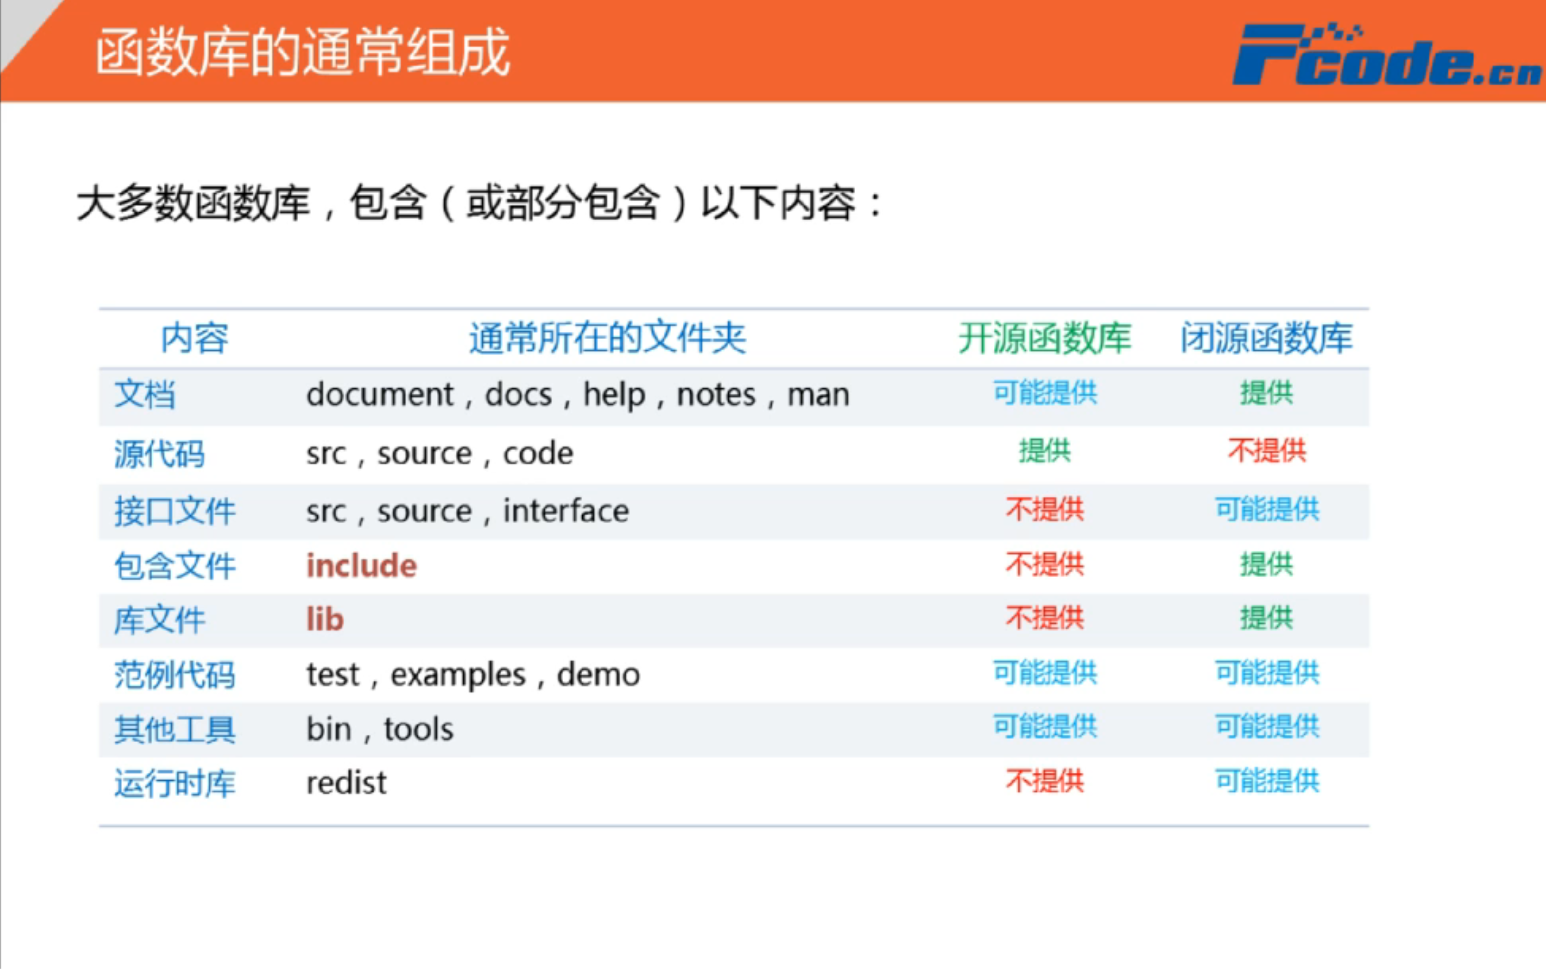 函数库的通常组成
Fcode.cn
大多数函数库，包含（或部分包含）以下内容：
内容 通常所在的文件夹 开源函数库 闭源函数库
文档 document，docs，help，notes，man 可能提供 提供
源代码 src，source，code 提供 不提供
接口文件 src，source，interface 不提供 可能提供
包含文件 include 不提供 提供
库文件 lib 不提供 提供
范例代码 test，examples，demo 可能提供 可能提供
其他工具 bin，tools 可能提供 可能提供
运行时库 redist 不提供 可能提供